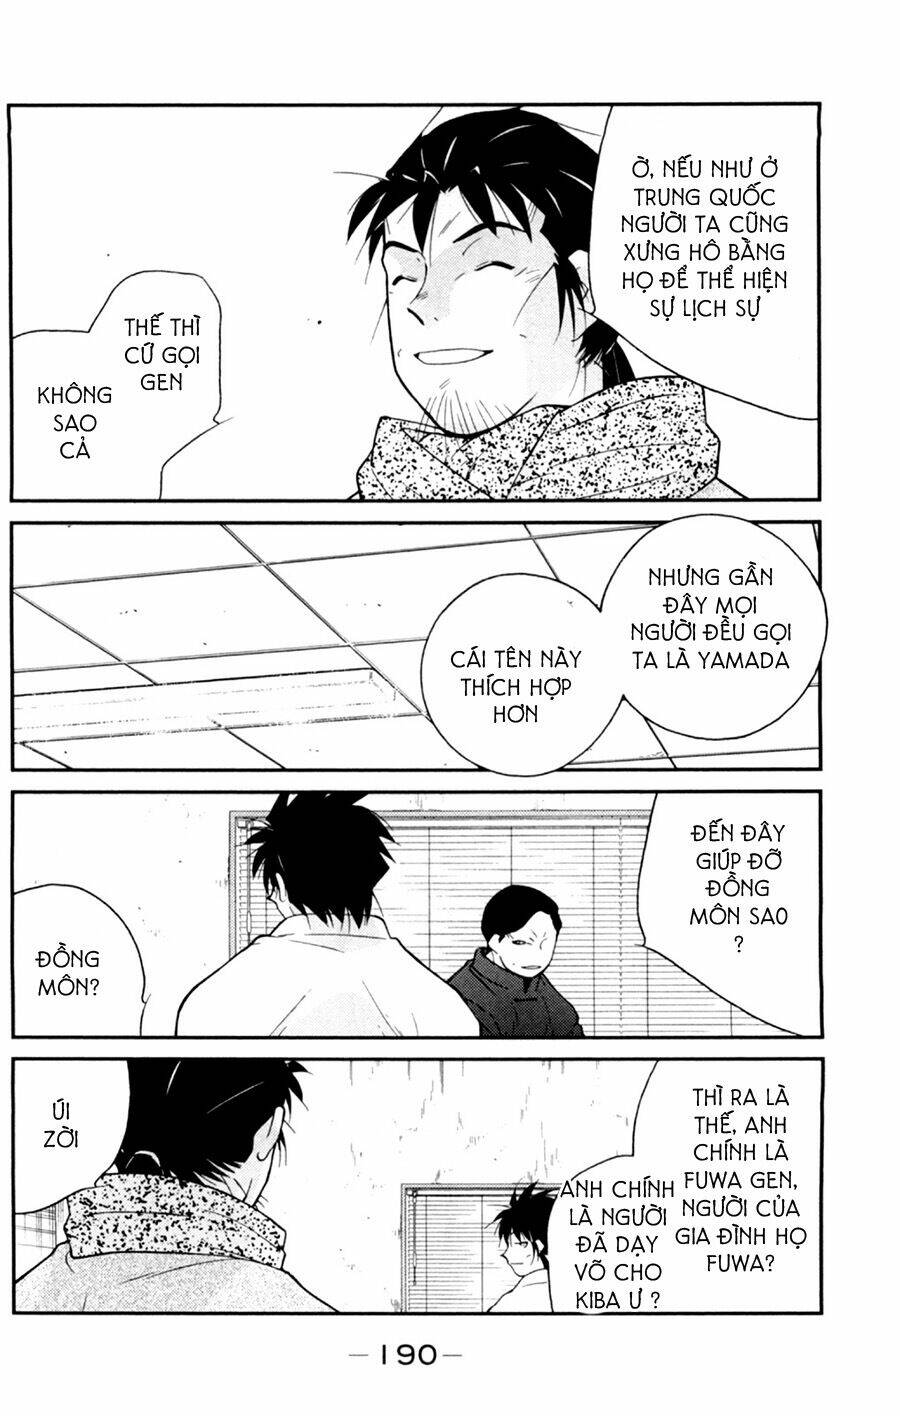 Ờ, NẾU NHƯ Ở
TRUNG QUỐC
NGƯỜI TA CŨNG
XƯNG HÔ BẰNG
HỌ ĐỂ THỂ HIỆN
SỰ LỊCH SỰ
THẾ THÌ
CỨ GỌI
GEN
KHÔNG
SAO
CẢ
NHƯNG GẦN
ĐÂY MỌI
NGƯỜI ĐỀU GỌI
TA LÀ YAMADA
CÁI TÊN NÀY
THÍCH HỢP
HƠN
ĐẾN ĐÂY
GIÚP ĐỠ
ĐỒNG
MÔN SAO
?
ĐỒNG
MÔN?
THÌ RA LÀ
THẾ, ANH
CHÍNH LÀ
FUWA GEN,
NGƯỜI CỦA
GIA ĐÌNH HỌ
FUWA?
ANH CHÍNH
LÀ NGƯỜI
ĐÃ DẠY
VÕ CHO
KIBA Ư ?
ÚI
ZỜI
— 190 —